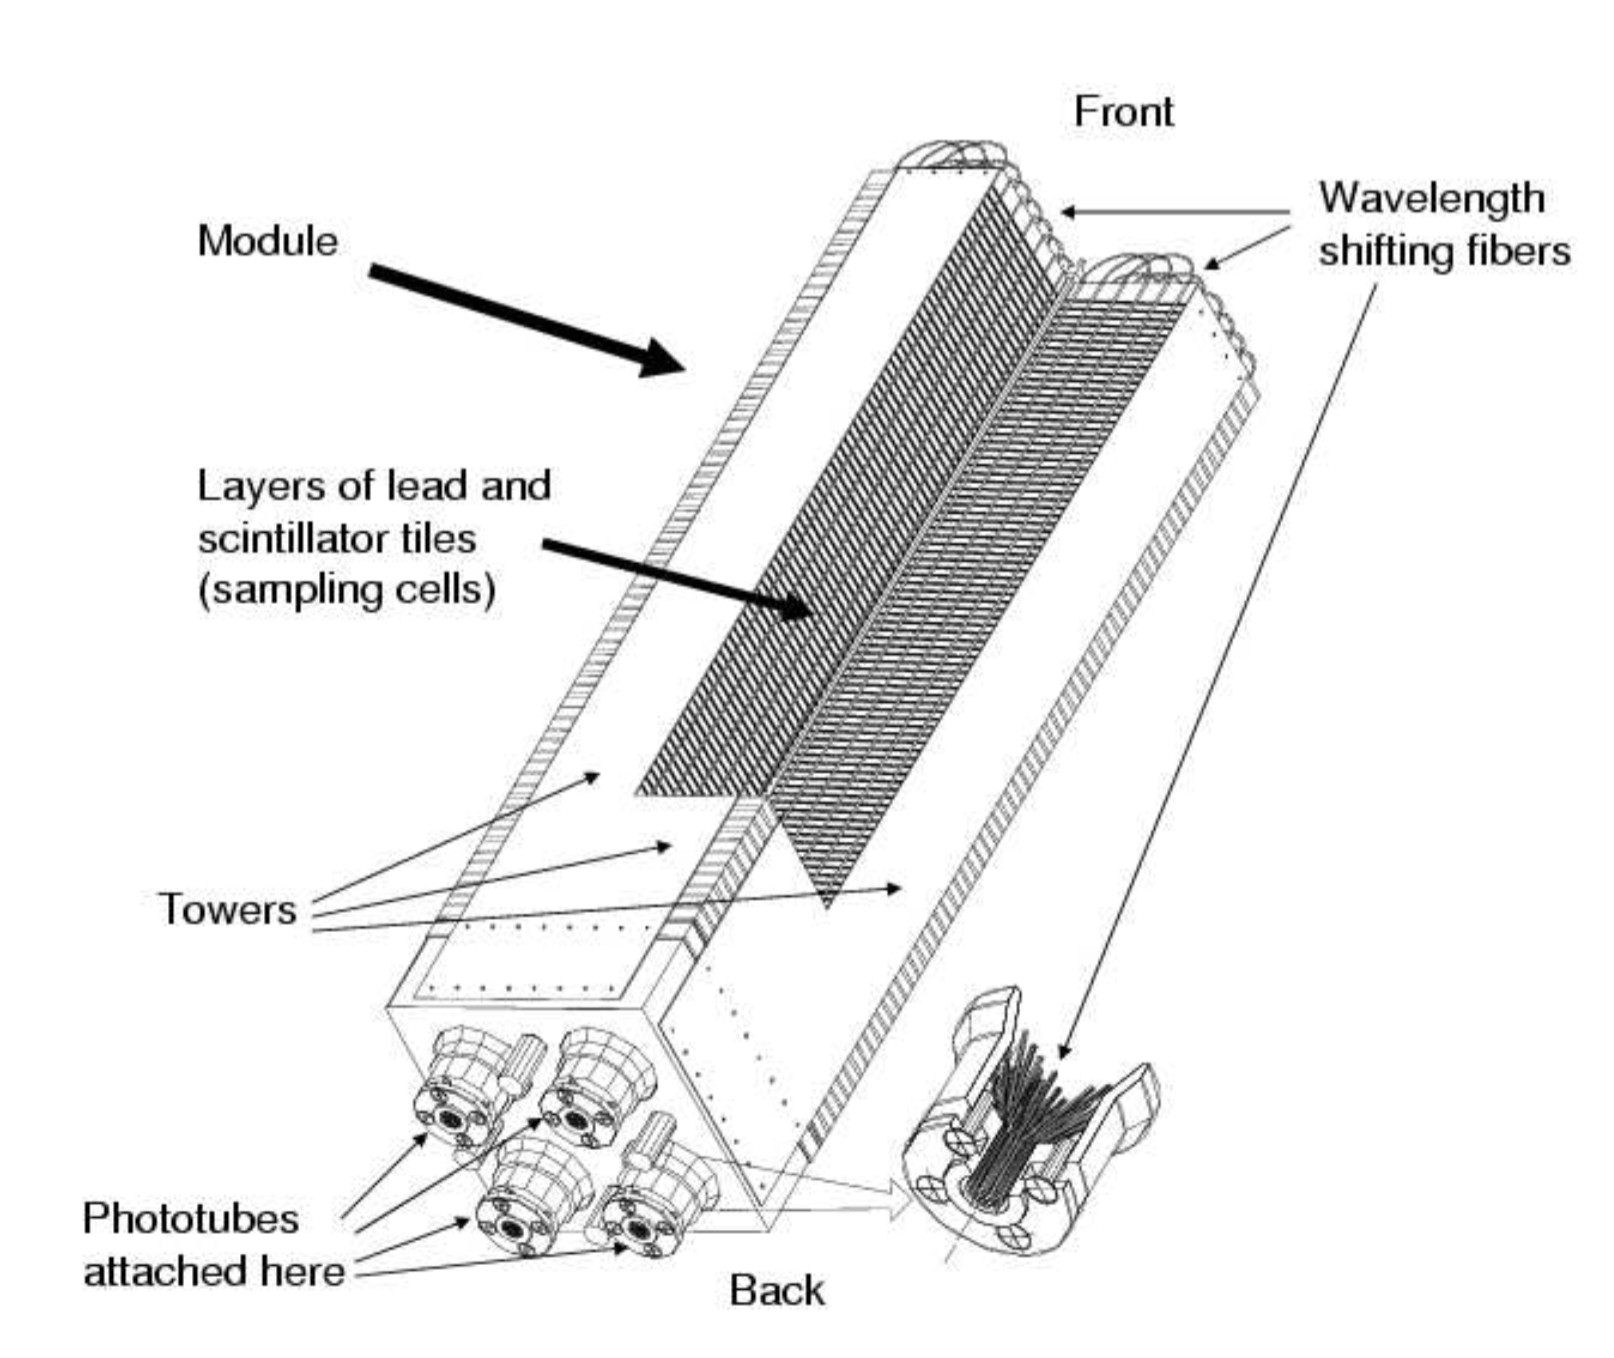 Front
Wavelength
shifting fibers
Module
Layers of lead and
scintillator tiles
(sampling cells)
Towers
Phototubes
attached here
Back